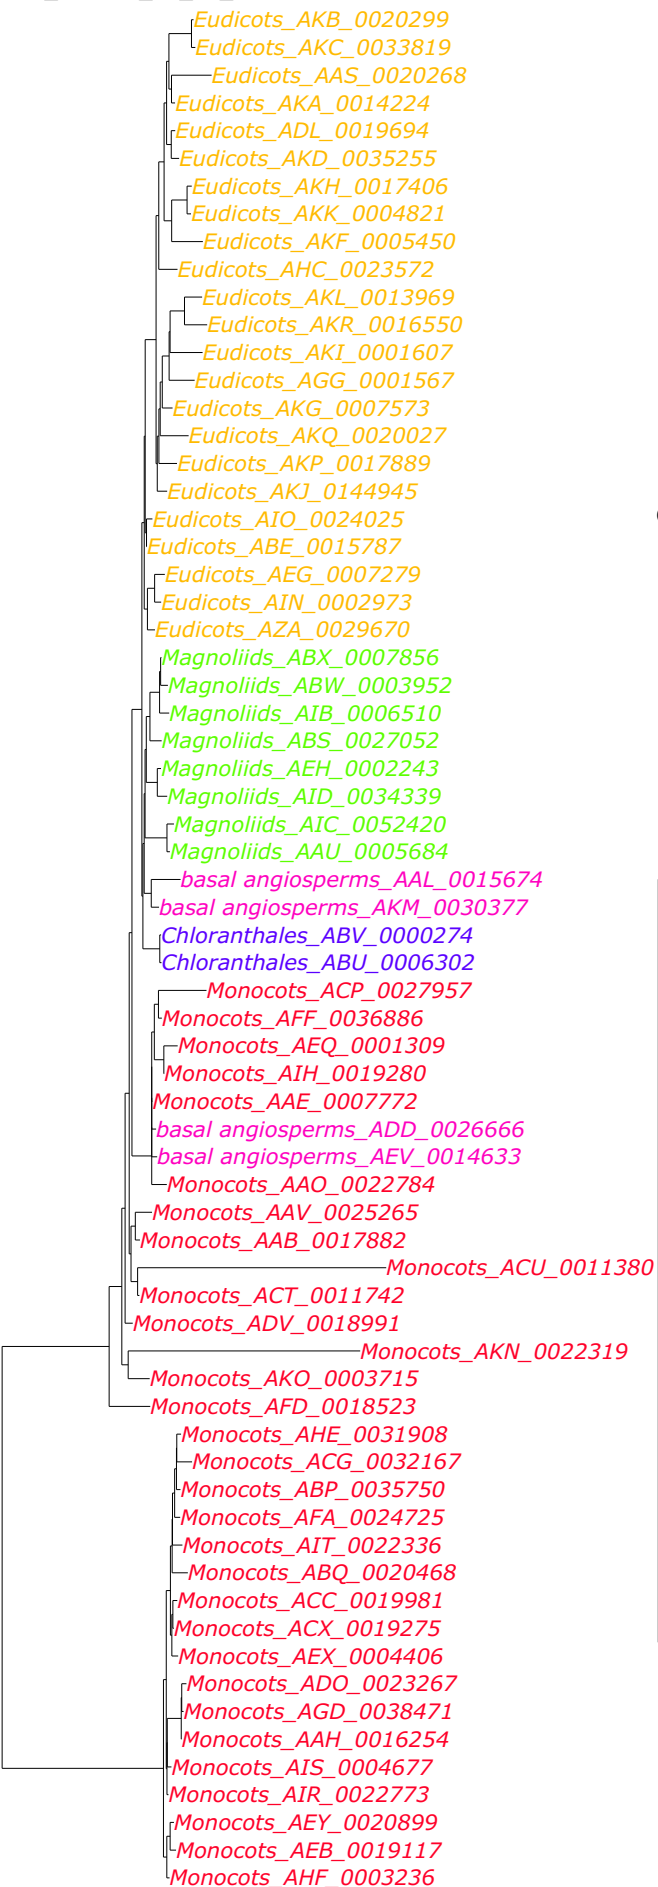 Eudicots_AKB_0020299
Eudicots_AKC_0033819
Eudicots_AAS_0020268
Eudicots_AKA_0014224
Eudicots_ADL_0019694
Eudicots_AKD_0035255
Eudicots_AKH_0017406
Eudicots_AKK_0004821
Eudicots_AKF_0005450
Eudicots_AHC_0023572
Eudicots_AKL_0013969
Eudicots_AKR_0016550
Eudicots_AKI_0001607
Eudicots_AGG_0001567
Eudicots_AKG_0007573
Eudicots_AKQ_0020027
Eudicots_AKP_0017889
Eudicots_AKJ_0144945
Eudicots_AIO_0024025
Eudicots_ABE_0015787
Eudicots_AEG_0007279
Eudicots_AIN_0002973
Eudicots_AZA_0029670
Magnoliids_ABX_0007856
Magnoliids_ABW_0003952
Magnoliids_AIB_0006510
Magnoliids_ABS_0027052
Magnoliids_AEH_0002243
Magnoliids_AID_0034339
Magnoliids_AIC_0052420
Magnoliids_AAU_0005684
basal angiosperms_AAL_0015674
basal angiosperms_AKM_0030377
Chloranthales_ABV_0000274
Chloranthales_ABU_0006302
Monocots_ACP_0027957
Monocots_AFF_0036886
Monocots_AEQ_0001309
Monocots_AIH_0019280
Monocots_AAE_0007772
basal angiosperms_ADD_0026666
basal angiosperms_AEV_0014633
Monocots_AAO_0022784
Monocots_AAV_0025265
Monocots_AAB_0017882
Monocots_ACU_0011380
Monocots_ACT_0011742
Monocots_ADV_0018991
Monocots_AKN_0022319
Monocots_AKO_0003715
Monocots_AFD_0018523
Monocots_AHE_0031908
Monocots_ACG_0032167
Monocots_ABP_0035750
Monocots_AFA_0024725
Monocots_AIT_0022336
Monocots_ABQ_0020468
Monocots_ACC_0019981
Monocots_ACX_0019275
Monocots_AEX_0004406
Monocots_ADO_0023267
Monocots_AGD_0038471
Monocots_AAH_0016254
Monocots_AIS_0004677
Monocots_AIR_0022773
Monocots_AEY_0020899
Monocots_AEB_0019117
Monocots_AHF_0003236